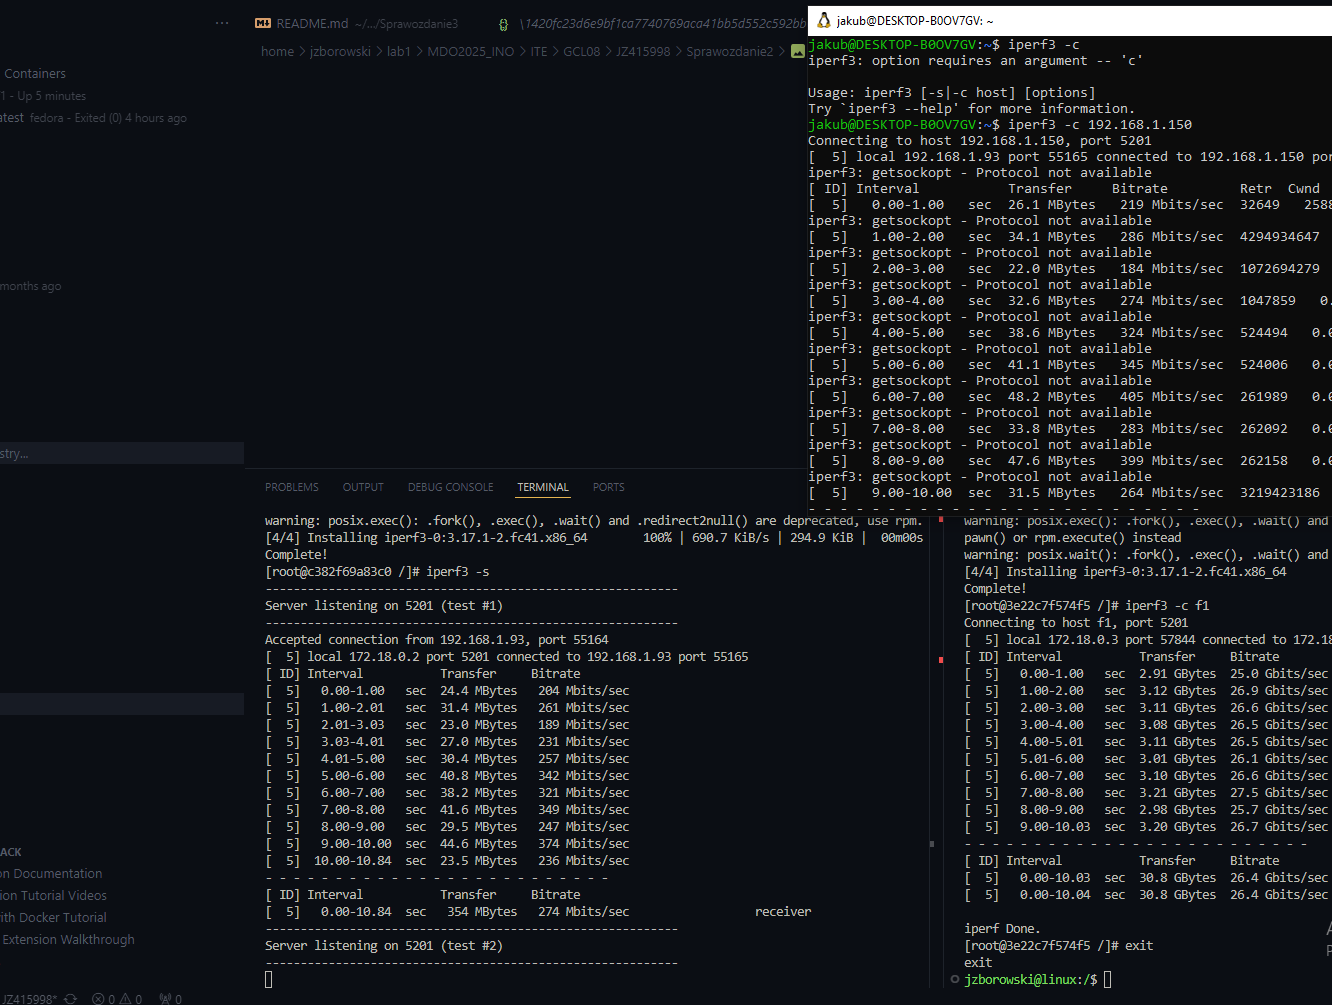 ···
README.md ~/.../Sprawozdanie3
\1420fc23d6e9bf1ca7740769aca41bb5d552c592bb
home > jzborowski > lab1 > MDO2025_INO > ITE > GCL08 > JZ415998 > Sprawozdanie2 >
Containers
1 - Up 5 minutes
atest fedora - Exited (0) 4 hours ago
months ago
stry...
ACK
on Documentation
ion Tutorial Videos
with Docker Tutorial
Extension Walkthrough
JZ415998* 0 0 0
jakub@DESKTOP-B0OV7GV: ~
jakub@DESKTOP-B0OV7GV:~$ iperf3 -c
iperf3: option requires an argument -- 'c'
Usage: iperf3 [-s|-c host] [options]
Try `iperf3 --help' for more information.
jakub@DESKTOP-B0OV7GV:~$ iperf3 -c 192.168.1.150
Connecting to host 192.168.1.150, port 5201
[  5] local 192.168.1.93 port 55165 connected to 192.168.1.150 por
iperf3: getsockopt - Protocol not available
[ ID] Interval           Transfer     Bitrate         Retr  Cwnd
[  5]   0.00-1.00   sec  26.1 MBytes   219 Mbits/sec  32649   2588
iperf3: getsockopt - Protocol not available
[  5]   1.00-2.00   sec  34.1 MBytes   286 Mbits/sec  4294934647
iperf3: getsockopt - Protocol not available
[  5]   2.00-3.00   sec  22.0 MBytes   184 Mbits/sec  1072694279
iperf3: getsockopt - Protocol not available
[  5]   3.00-4.00   sec  32.6 MBytes   274 Mbits/sec  1047859   0.
iperf3: getsockopt - Protocol not available
[  5]   4.00-5.00   sec  38.6 MBytes   324 Mbits/sec  524494   0.0
iperf3: getsockopt - Protocol not available
[  5]   5.00-6.00   sec  41.1 MBytes   345 Mbits/sec  524006   0.0
iperf3: getsockopt - Protocol not available
[  5]   6.00-7.00   sec  48.2 MBytes   405 Mbits/sec  261989   0.0
iperf3: getsockopt - Protocol not available
[  5]   7.00-8.00   sec  33.8 MBytes   283 Mbits/sec  262092   0.0
iperf3: getsockopt - Protocol not available
[  5]   8.00-9.00   sec  47.6 MBytes   399 Mbits/sec  262158   0.0
iperf3: getsockopt - Protocol not available
[  5]   9.00-10.00  sec  31.5 MBytes   264 Mbits/sec  3219423186
- - - - - - - - - - - - - - - - - - - - - - - - -
PROBLEMS OUTPUT DEBUG CONSOLE TERMINAL PORTS
warning: posix.exec(): .fork(), .exec(), .wait() and .redirect2null() are deprecated, use rpm.
[4/4] Installing iperf3-0:3.17.1-2.fc41.x86_64        100% | 690.7 KiB/s | 294.9 KiB |  00m00s
Complete!
[root@c382f69a83c0 /]# iperf3 -s
-----------------------------------------------------------
Server listening on 5201 (test #1)
-----------------------------------------------------------
Accepted connection from 192.168.1.93, port 55164
[  5] local 172.18.0.2 port 5201 connected to 192.168.1.93 port 55165
[ ID] Interval           Transfer     Bitrate
[  5]   0.00-1.00   sec  24.4 MBytes   204 Mbits/sec
[  5]   1.00-2.01   sec  31.4 MBytes   261 Mbits/sec
[  5]   2.01-3.03   sec  23.0 MBytes   189 Mbits/sec
[  5]   3.03-4.01   sec  27.0 MBytes   231 Mbits/sec
[  5]   4.01-5.00   sec  30.4 MBytes   257 Mbits/sec
[  5]   5.00-6.00   sec  40.8 MBytes   342 Mbits/sec
[  5]   6.00-7.00   sec  38.2 MBytes   321 Mbits/sec
[  5]   7.00-8.00   sec  41.6 MBytes   349 Mbits/sec
[  5]   8.00-9.00   sec  29.5 MBytes   247 Mbits/sec
[  5]   9.00-10.00  sec  44.6 MBytes   374 Mbits/sec
[  5]  10.00-10.84  sec  23.5 MBytes   236 Mbits/sec
- - - - - - - - - - - - - - - - - - - - - - - - -
[ ID] Interval           Transfer     Bitrate
[  5]   0.00-10.84  sec   354 MBytes   274 Mbits/sec                  receiver
-----------------------------------------------------------
Server listening on 5201 (test #2)
-----------------------------------------------------------
warning: posix.exec(): .fork(), .exec(), .wait() and
pawn() or rpm.execute() instead
warning: posix.wait(): .fork(), .exec(), .wait() and
[4/4] Installing iperf3-0:3.17.1-2.fc41.x86_64
Complete!
[root@3e22c7f574f5 /]# iperf3 -c f1
Connecting to host f1, port 5201
[  5] local 172.18.0.3 port 57844 connected to 172.18
[ ID] Interval           Transfer     Bitrate
[  5]   0.00-1.00   sec  2.91 GBytes  25.0 Gbits/sec
[  5]   1.00-2.00   sec  3.12 GBytes  26.9 Gbits/sec
[  5]   2.00-3.00   sec  3.11 GBytes  26.6 Gbits/sec
[  5]   3.00-4.00   sec  3.08 GBytes  26.5 Gbits/sec
[  5]   4.00-5.01   sec  3.11 GBytes  26.5 Gbits/sec
[  5]   5.01-6.00   sec  3.01 GBytes  26.1 Gbits/sec
[  5]   6.00-7.00   sec  3.10 GBytes  26.6 Gbits/sec
[  5]   7.00-8.00   sec  3.21 GBytes  27.5 Gbits/sec
[  5]   8.00-9.00   sec  2.98 GBytes  25.7 Gbits/sec
[  5]   9.00-10.03  sec  3.20 GBytes  26.7 Gbits/sec
- - - - - - - - - - - - - - - - - - - - - - - - -
[ ID] Interval           Transfer     Bitrate
[  5]   0.00-10.03  sec  30.8 GBytes  26.4 Gbits/sec
[  5]   0.00-10.04  sec  30.8 GBytes  26.4 Gbits/sec
iperf Done.
[root@3e22c7f574f5 /]# exit
exit
jzborowski@linux:/$